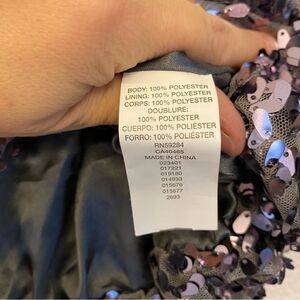 BODY: 100% POLYESTER
LINING: 100% POLYESTER
CORPS: 100% POLYESTER
DOUBLURE:
100% POLYESTER
CUERPO: 100% POLIÉSTER
FORRO: 100% POLIÉSTER
RN59284
CA40465
MADE IN CHINA
023401
017221
019180
014933
015676
015677
2693